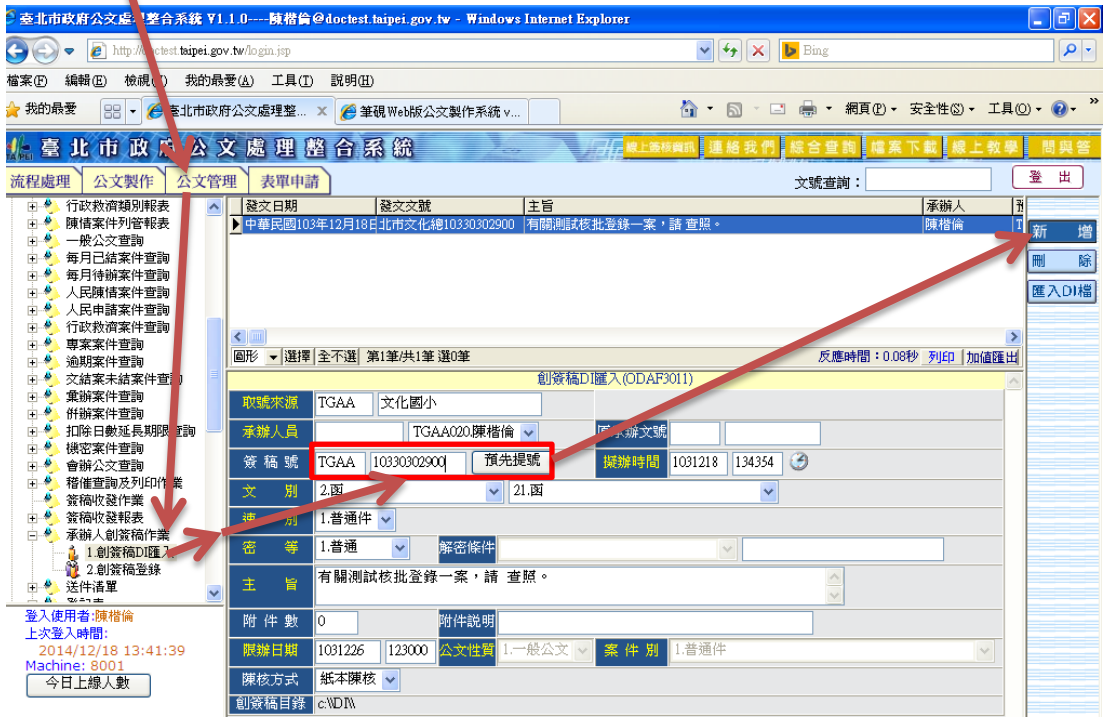 臺北市政府公文處理整合系統 V1.1.0----陳楷倫@doctest.taipei.gov.tw - Windows Internet Explorer
http://doctest.taipei.gov.tw/login.jsp
Bing
檔案(F) 編輯(E) 檢視(V) 我的最愛(A) 工具(T) 說明(H)
我的最愛 臺北市政府公文處理整... 筆硯Web版公文製作系統 v... 網頁(P) 安全性(S) 工具(O)
臺北市政府公文處理整合系統 線上簽核資訊 連絡我們 綜合查詢 檔案下載 線上教學 問與答
流程處理 公文製作 公文管理 表單申請 文號查詢： 登 出
行政救濟類別報表
陳情案件列管報表
一般公文查詢
每月已結案件查詢
每月待辦案件查詢
人民陳情案件查詢
人民申請案件查詢
行政救濟案件查詢
專案案件查詢
逾期案件查詢
交結案未結案件查詢
彙辦案件查詢
併辦案件查詢
扣除日數延長期限查詢
機密案件查詢
會辦公文查詢
稽催查詢及列印作業
簽稿收發作業
簽稿收發報表
承辦人創簽稿作業
1.創簽稿DI匯入
2.創簽稿登錄
送件清單
登入使用者:陳楷倫
上次登入時間:
2014/12/18 13:41:39
Machine: 8001
今日上線人數
發文日期 發文文號 主旨 承辦人
中華民國103年12月18日 北市文化總10330302900 有關測試核批登錄一案，請 查照。 陳楷倫
圖形 選擇 全不選 第1筆/共1筆 選0筆 反應時間：0.08秒 列印 加值匯出
創簽稿DI匯入(ODAF3011)
取號來源 TGAA 文化國小
承辦人員 TGAA020.陳楷倫 原承辦文號
簽 稿 號 TGAA 10330302900 預先提號 擬辦時間 1031218 134354
文 別 2.函 21.函
速 別 1.普通件
密 等 1.普通 解密條件
主 旨 有關測試核批登錄一案，請 查照。
附 件 數 0 附件說明
限辦日期 1031226 123000 公文性質 1.一般公文 案 件 別 1.普通件
陳核方式 紙本陳核
創簽稿目錄 c:\\DI\\
新 增
刪 除
匯入DI檔